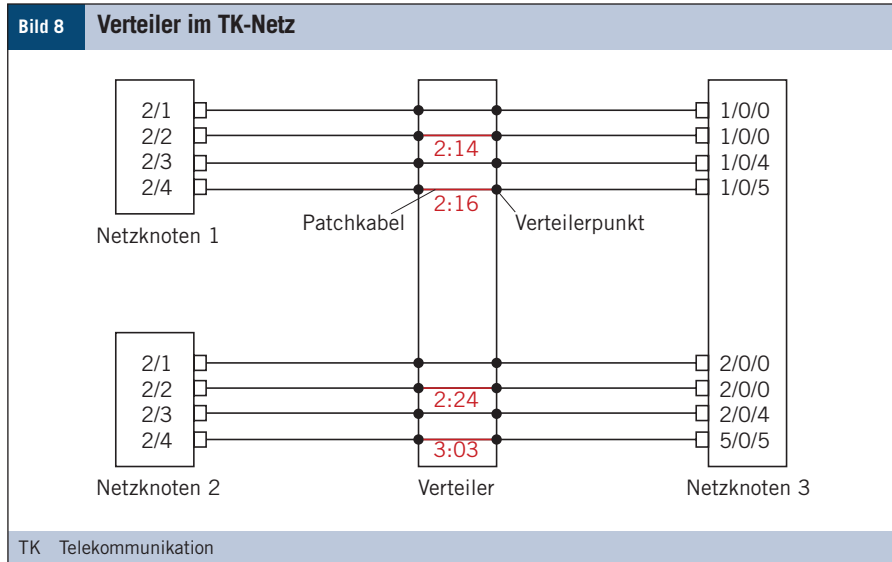 Bild 8 Verteiler im TK-Netz
2/1 1/0/0
2/2 1/0/0
2:14
2/3 1/0/4
2/4 1/0/5
2:16
Patchkabel Verteilerpunkt
Netzknoten 1
2/1 2/0/0
2/2 2/0/0
2:24
2/3 2/0/4
2/4 5/0/5
3:03
Netzknoten 2 Verteiler Netzknoten 3
TK Telekommunikation